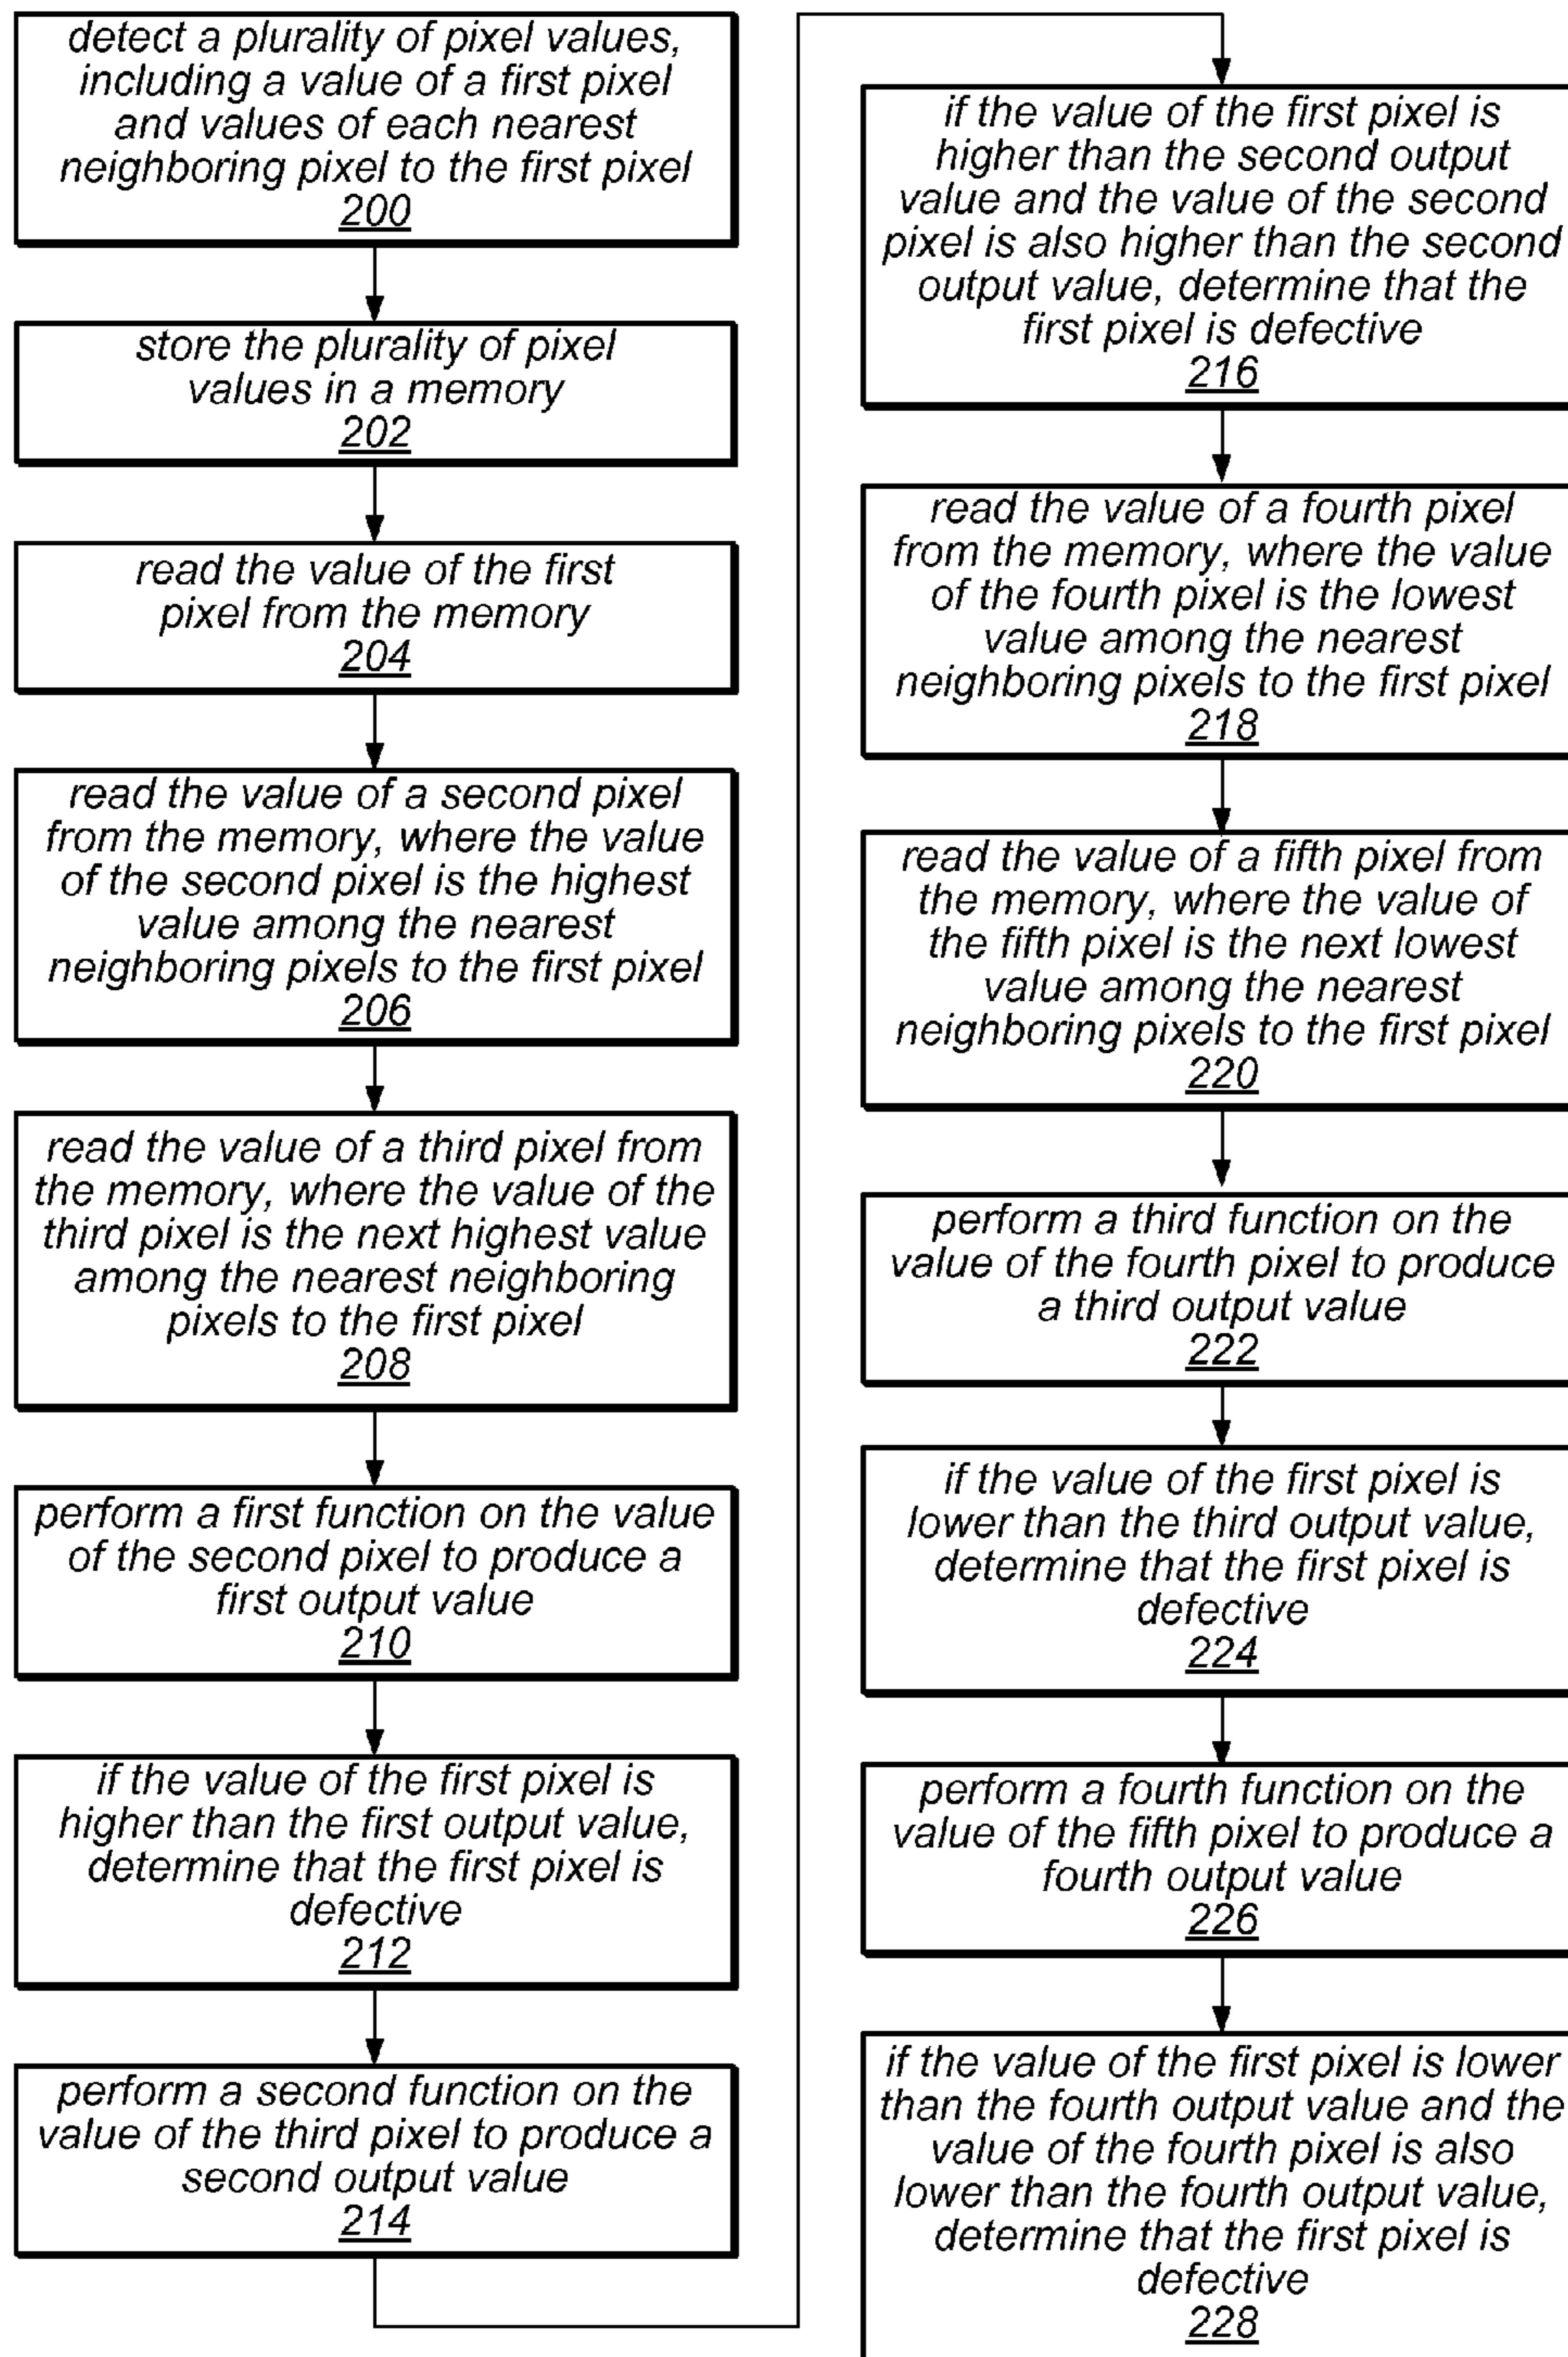 detect a plurality of pixel values,
including a value of a first pixel
and values of each nearest
neighboring pixel to the first pixel
200
store the plurality of pixel
values in a memory
202
read the value of the first
pixel from the memory
204
read the value of a second pixel
from the memory, where the value
of the second pixel is the highest
value among the nearest
neighboring pixels to the first pixel
206
read the value of a third pixel from
the memory, where the value of the
third pixel is the next highest value
among the nearest neighboring
pixels to the first pixel
208
perform a first function on the value
of the second pixel to produce a
first output value
210
if the value of the first pixel is
higher than the first output value,
determine that the first pixel is
defective
212
perform a second function on the
value of the third pixel to produce a
second output value
214
if the value of the first pixel is
higher than the second output
value and the value of the second
pixel is also higher than the second
output value, determine that the
first pixel is defective
216
read the value of a fourth pixel
from the memory, where the value
of the fourth pixel is the lowest
value among the nearest
neighboring pixels to the first pixel
218
read the value of a fifth pixel from
the memory, where the value of
the fifth pixel is the next lowest
value among the nearest
neighboring pixels to the first pixel
220
perform a third function on the
value of the fourth pixel to produce
a third output value
222
if the value of the first pixel is
lower than the third output value,
determine that the first pixel is
defective
224
perform a fourth function on the
value of the fifth pixel to produce a
fourth output value
226
if the value of the first pixel is lower
than the fourth output value and the
value of the fourth pixel is also
lower than the fourth output value,
determine that the first pixel is
defective
228